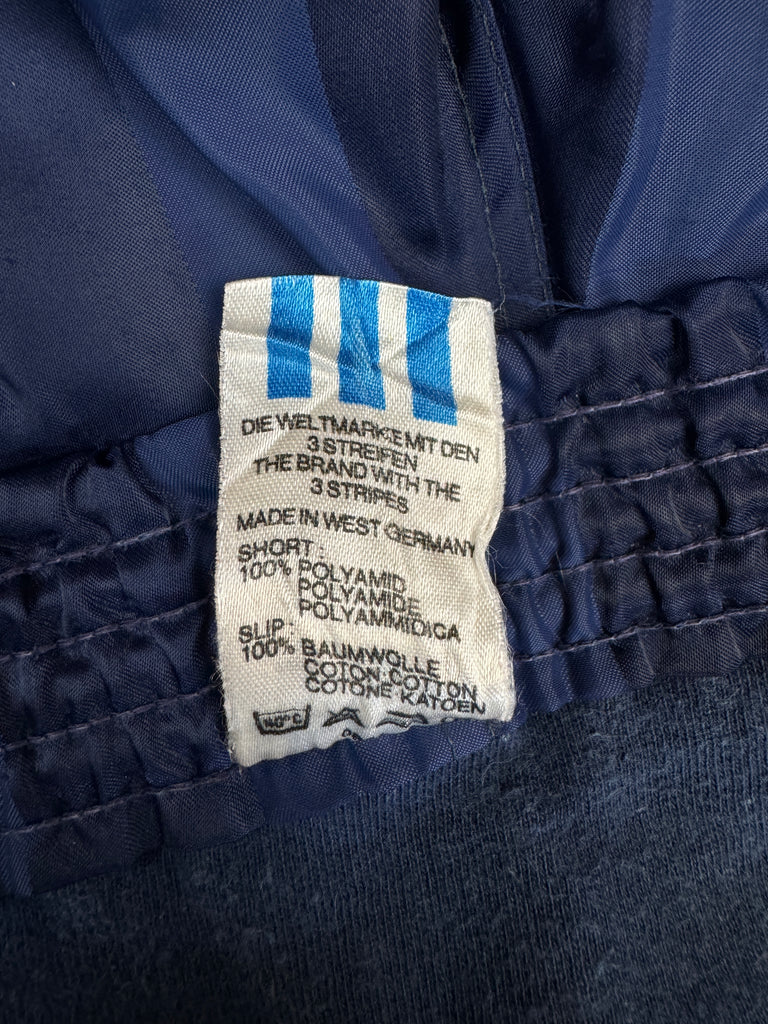 DIE WELTMARKE MIT DEN
3 STREIFEN
THE BRAND WITH THE
3 STRIPES
MADE IN WEST GERMANY
SHORT :
100% POLYAMID
POLYAMIDE
POLYAMMIDICA
SLIP :
100% BAUMWOLLE
COTON COTTON
COTONE KATOEN
40° C